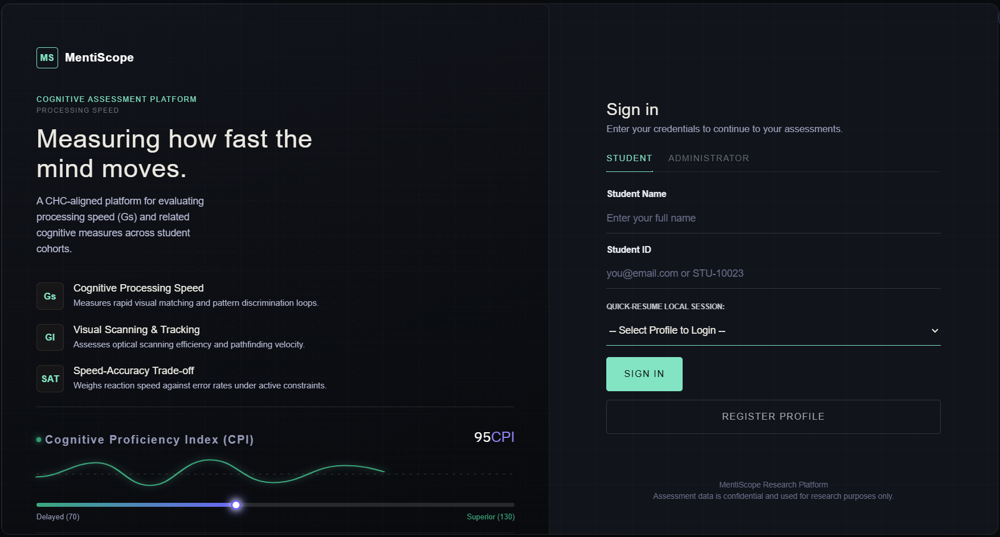 MS MentiScope
COGNITIVE ASSESSMENT PLATFORM
PROCESSING SPEED
Measuring how fast the
mind moves.
A CHC-aligned platform for evaluating
processing speed (Gs) and related
cognitive measures across student
cohorts.
Gs
Cognitive Processing Speed
Measures rapid visual matching and pattern discrimination loops.
GI
Visual Scanning & Tracking
Assesses optical scanning efficiency and pathfinding velocity.
SAT
Speed-Accuracy Trade-off
Weighs reaction speed against error rates under active constraints.
Cognitive Proficiency Index (CPI)
95CPI
Delayed (70)
Superior (130)
Sign in
Enter your credentials to continue to your assessments.
STUDENT ADMINISTRATOR
Student Name
Enter your full name
Student ID
you@email.com or STU-10023
QUICK-RESUME LOCAL SESSION:
-- Select Profile to Login --
SIGN IN
REGISTER PROFILE
MentiScope Research Platform
Assessment data is confidential and used for research purposes only.